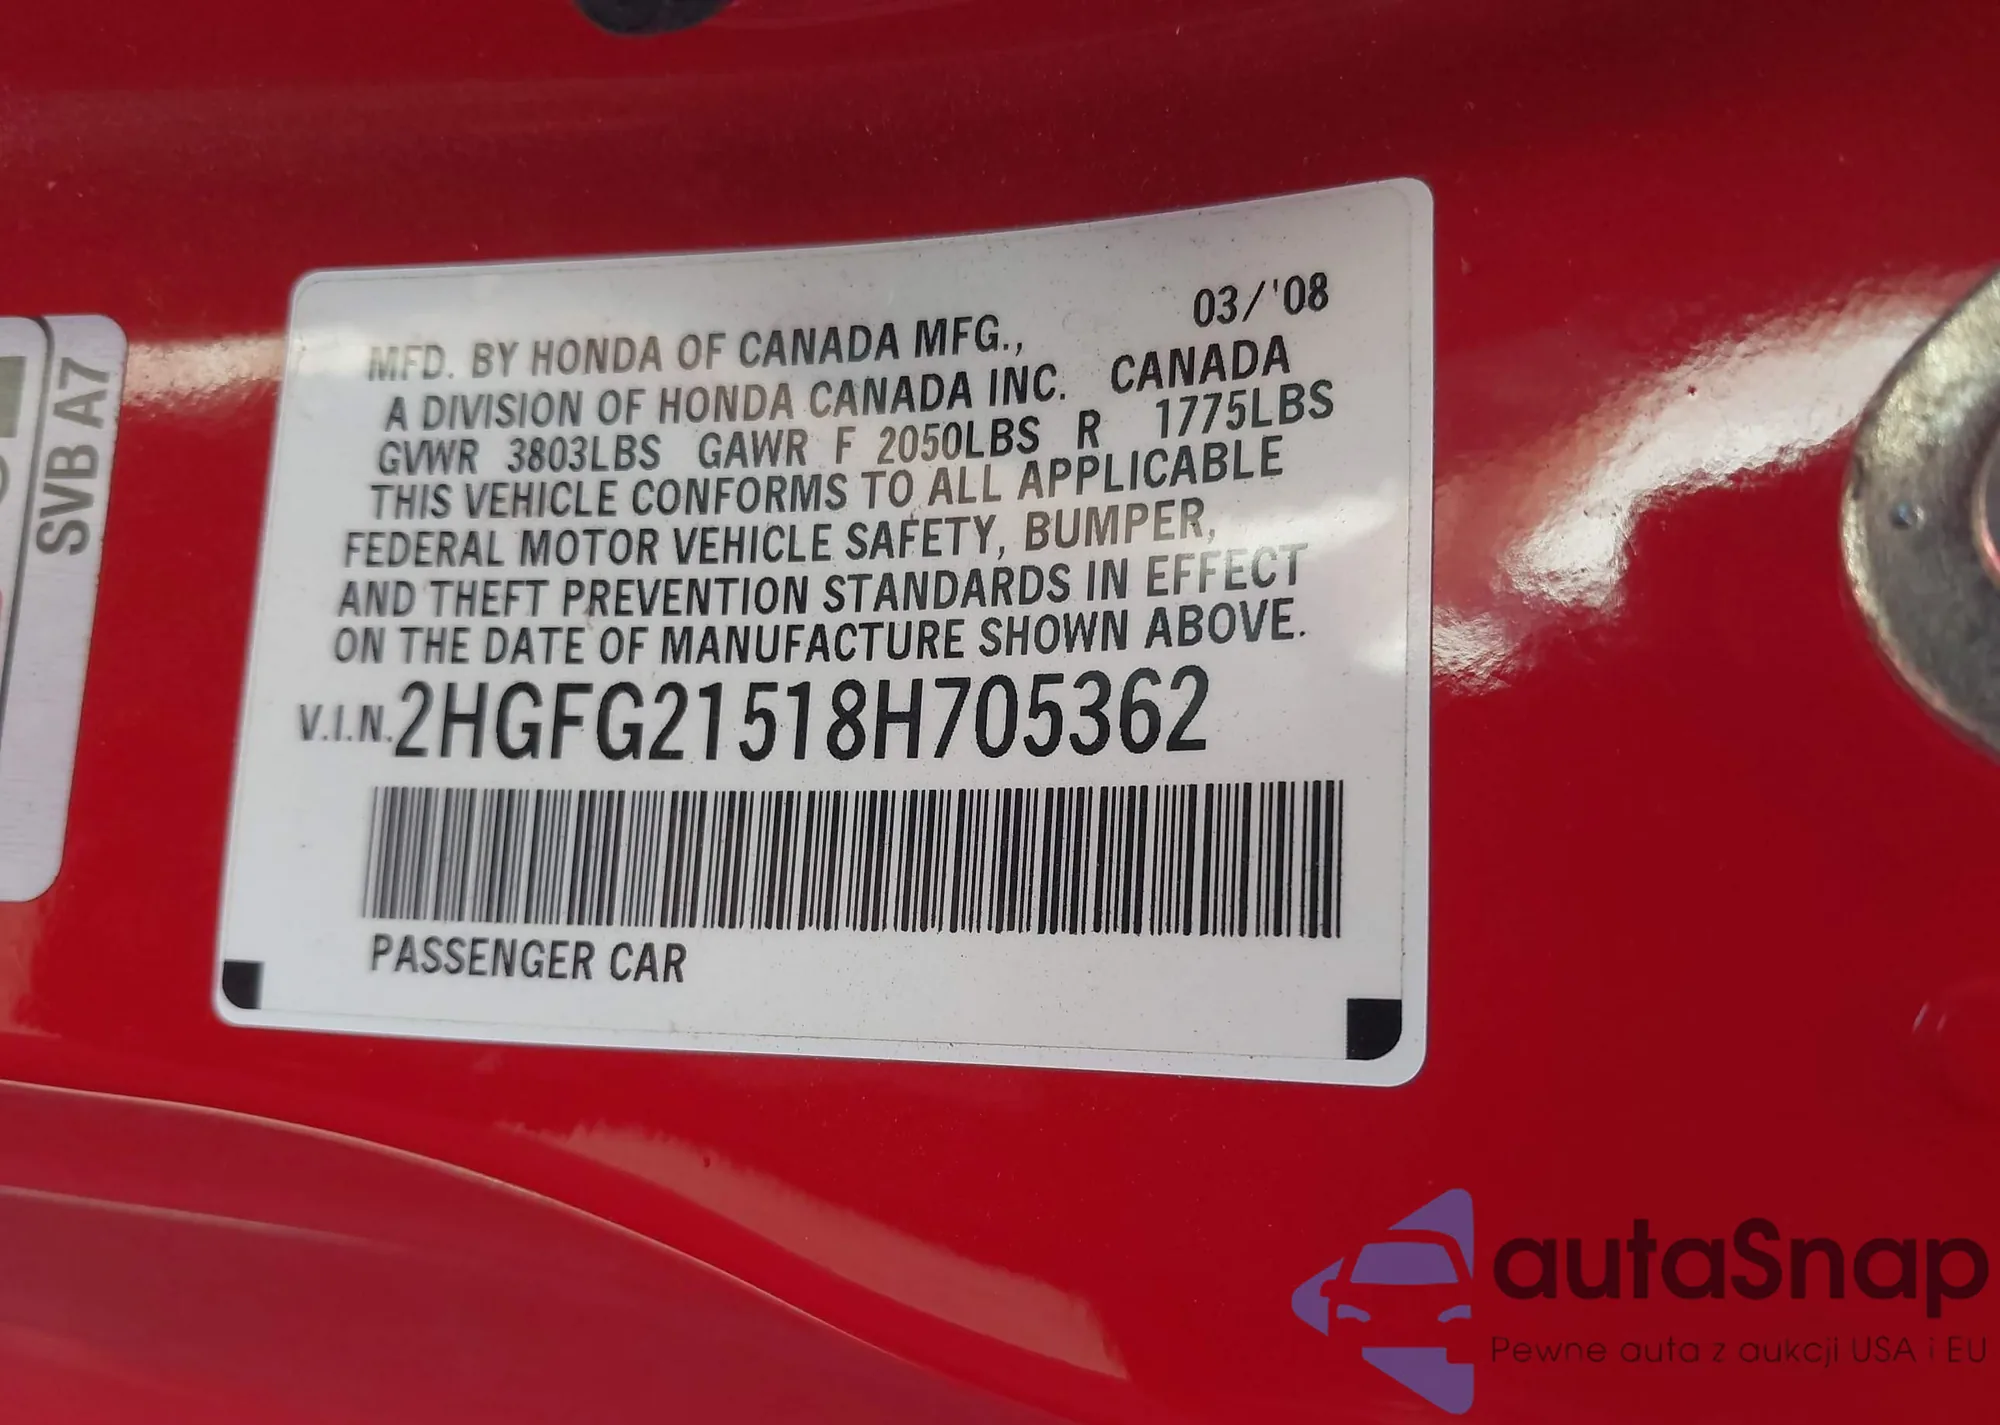 03/'08
MFD. BY HONDA OF CANADA MFG.,
A DIVISION OF HONDA CANADA INC. CANADA
GVWR 3803LBS GAWR F 2050LBS R 1775LBS
THIS VEHICLE CONFORMS TO ALL APPLICABLE
FEDERAL MOTOR VEHICLE SAFETY, BUMPER,
AND THEFT PREVENTION STANDARDS IN EFFECT
ON THE DATE OF MANUFACTURE SHOWN ABOVE.
V.I.N. 2HGFG21518H705362
PASSENGER CAR
SVB A7
autaSnap
Pewne auta z aukcji USA i EU